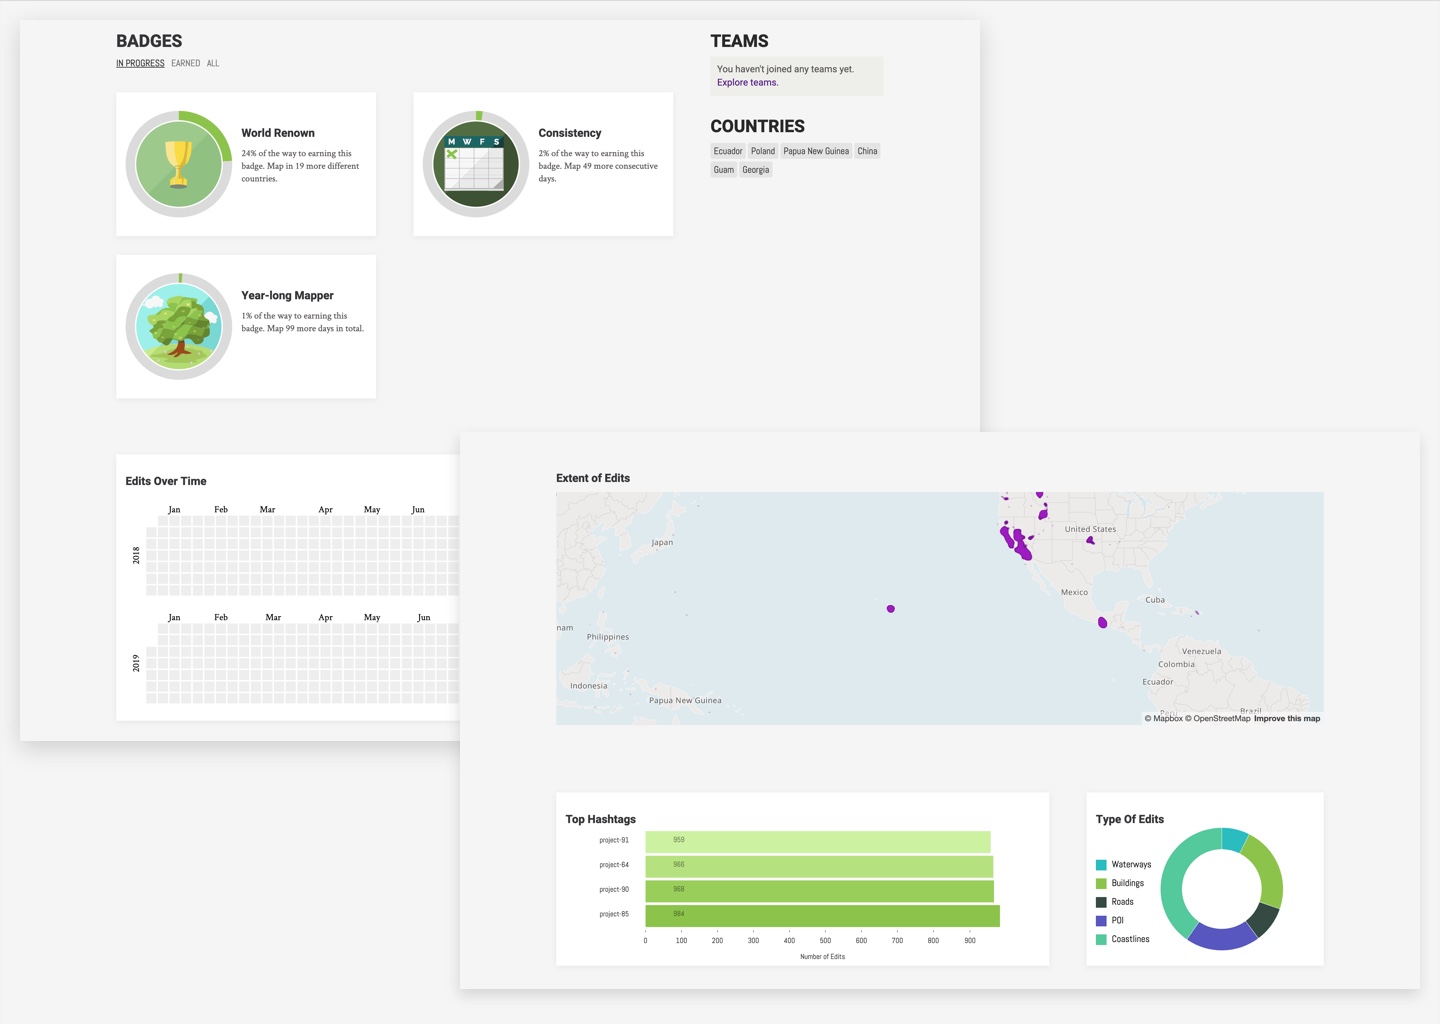 BADGES
IN PROGRESS EARNED ALL
World Renown
24% of the way to earning this
badge. Map in 19 more different
countries.
M W F S
Consistency
2% of the way to earning this
badge. Map 49 more consecutive
days.
Year-long Mapper
1% of the way to earning this
badge. Map 99 more days in total.
TEAMS
You haven't joined any teams yet.
Explore teams.
COUNTRIES
Ecuador Poland Papua New Guinea China
Guam Georgia
Edits Over Time
Jan Feb Mar Apr May Jun
2018
Jan Feb Mar Apr May Jun
2019
Extent of Edits
Japan
United States
Mexico
Cuba
nam
Philippines
Venezuela
Colombia
Indonesia
Ecuador
Papua New Guinea
Peru
Brazil
© Mapbox © OpenStreetMap Improve this map
Top Hashtags
project-91 959
project-64 966
project-90 968
project-85 984
0 100 200 300 400 500 600 700 800 900
Number of Edits
Type Of Edits
Waterways
Buildings
Roads
POI
Coastlines